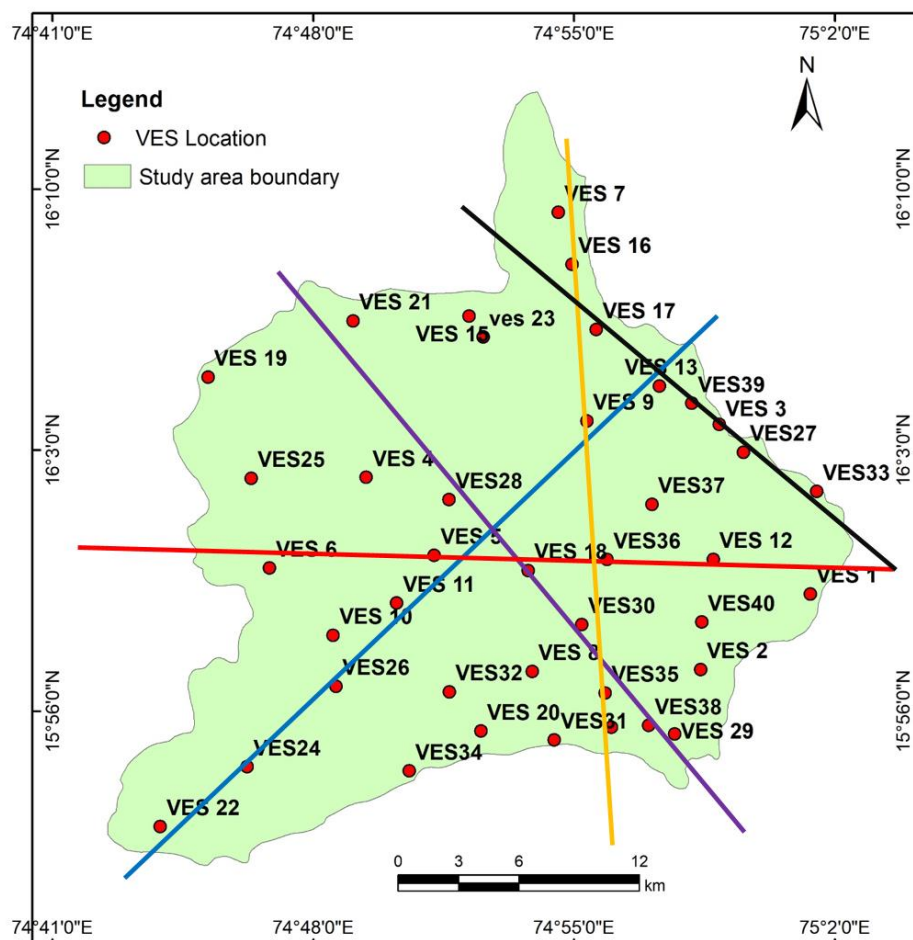 74°41'0"E 74°48'0"E 74°55'0"E 75°2'0"E
N
Legend
VES Location
Study area boundary
16°10'0"N 16°10'0"N
VES 7
VES 16
VES 21
VES 15 ves 23
VES 17
VES 19
VES 13
VES39
VES 9
VES 3
VES27
VES25
VES 4
VES28
VES37
VES33
16°3'0"N 16°3'0"N
VES 6
VES 5
VES 18
VES36
VES 12
VES 1
VES 11
VES 10
VES30
VES40
VES26
VES32
VES 8
VES35
VES 2
15°56'0"N 15°56'0"N
VES 20
VES31
VES38
VES 29
VES24
VES34
VES 22
0 3 6 12
km
74°41'0"E 74°48'0"E 74°55'0"E 75°2'0"E